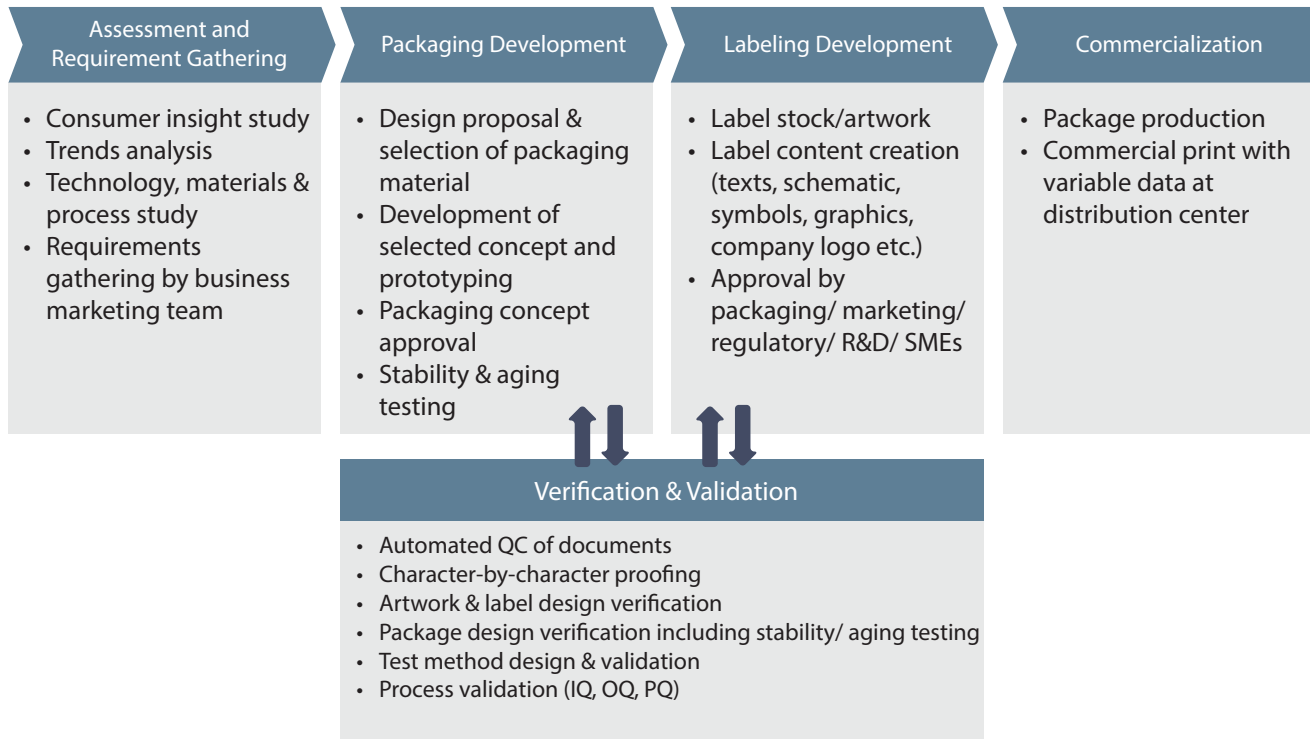 Assessment and
Requirement Gathering
• Consumer insight study
• Trends analysis
• Technology, materials &
process study
• Requirements
gathering by business
marketing team
Packaging Development
• Design proposal &
selection of packaging
material
• Development of
selected concept and
prototyping
• Packaging concept
approval
• Stability & aging
testing
Labeling Development
• Label stock/artwork
• Label content creation
(texts, schematic,
symbols, graphics,
company logo etc.)
• Approval by
packaging/ marketing/
regulatory/ R&D/ SMEs
Commercialization
• Package production
• Commercial print with
variable data at
distribution center
Verification & Validation
• Automated QC of documents
• Character-by-character proofing
• Artwork & label design verification
• Package design verification including stability/ aging testing
• Test method design & validation
• Process validation (IQ, OQ, PQ)